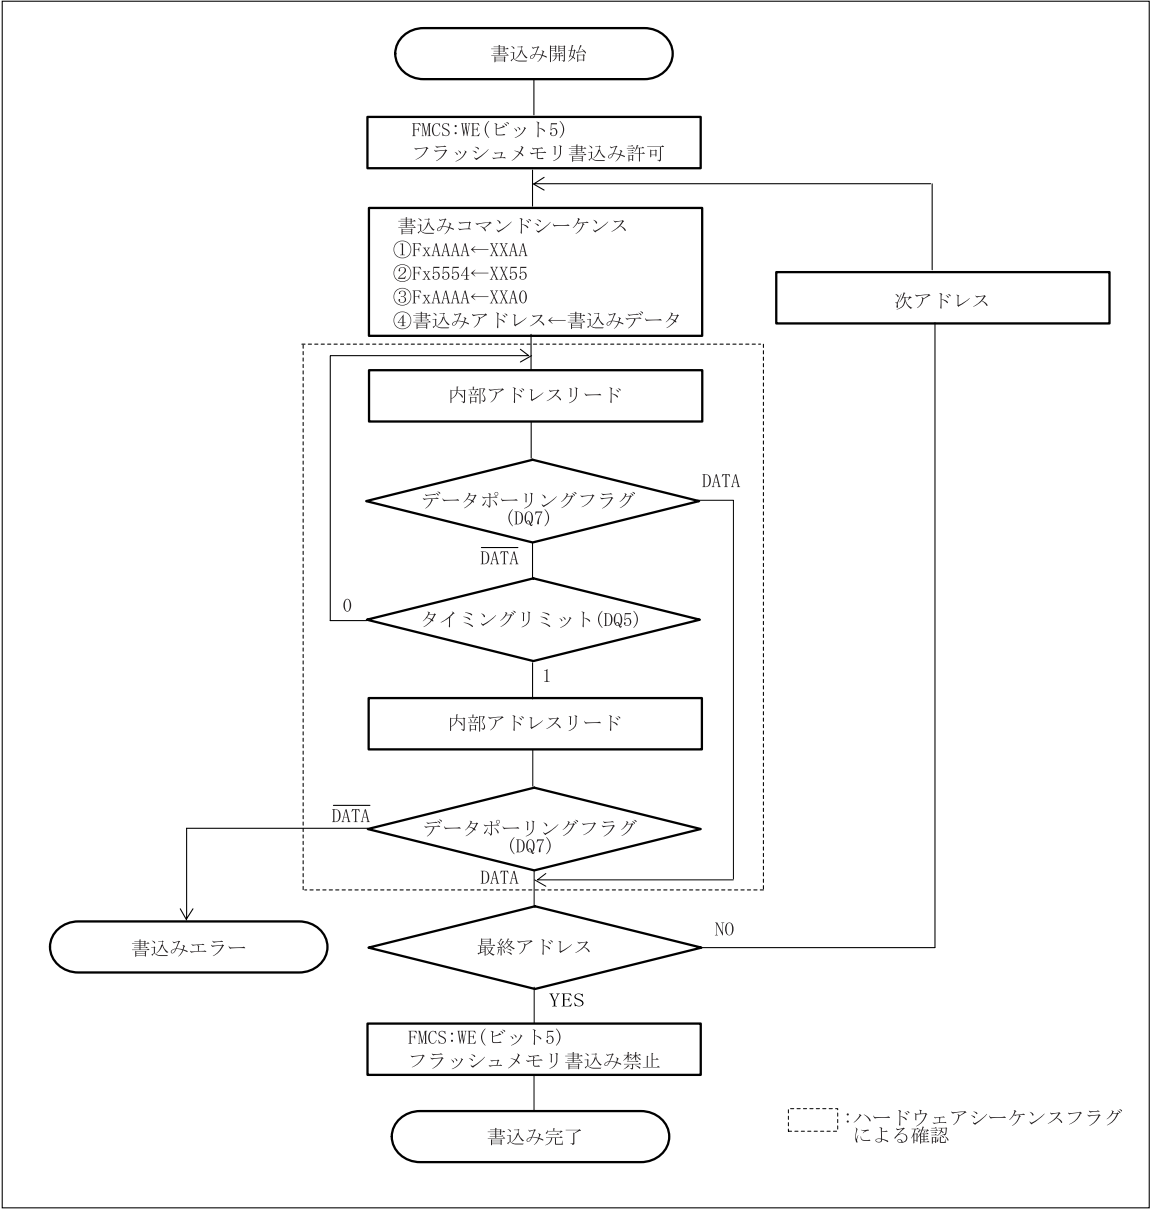 書込み開始
FMCS:WE(ビット5)
フラッシュメモリ書込み許可
書込みコマンドシーケンス
①FxAAAA←XXAA
②Fx5554←XX55
③FxAAAA←XXA0
④書込みアドレス←書込みデータ
次アドレス
内部アドレスリード
データポーリングフラグ
(DQ7)
DATA
D̅A̅T̅A̅
タイミングリミット(DQ5)
0
1
内部アドレスリード
データポーリングフラグ
(DQ7)
D̅A̅T̅A̅
DATA
書込みエラー
最終アドレス
NO
YES
FMCS:WE(ビット5)
フラッシュメモリ書込み禁止
書込み完了
:ハードウェアシーケンスフラグ
による確認